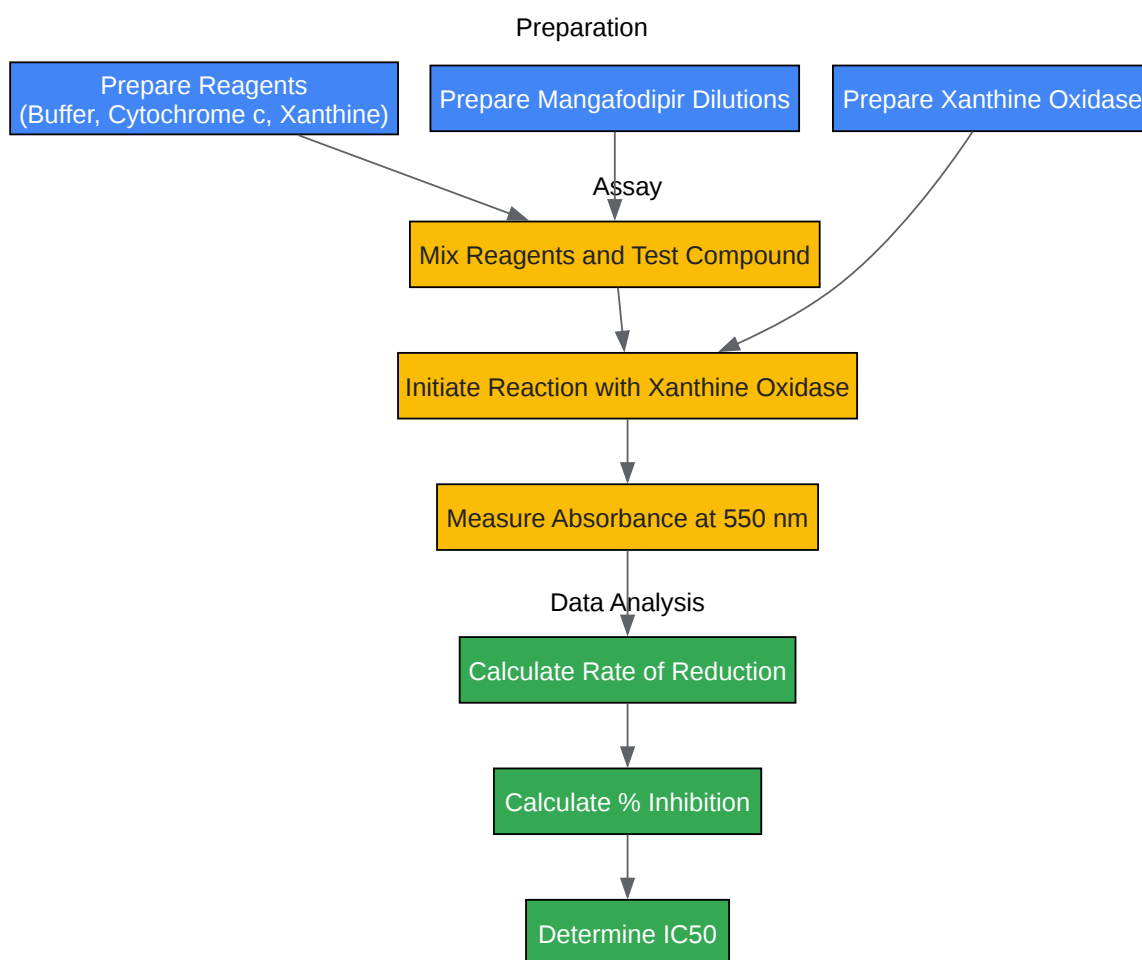 Preparation
Prepare Reagents
(Buffer, Cytochrome c, Xanthine)
Prepare Mangafodipir Dilutions
Prepare Xanthine Oxidase
Assay
Mix Reagents and Test Compound
Initiate Reaction with Xanthine Oxidase
Measure Absorbance at 550 nm
Data Analysis
Calculate Rate of Reduction
Calculate % Inhibition
Determine IC50